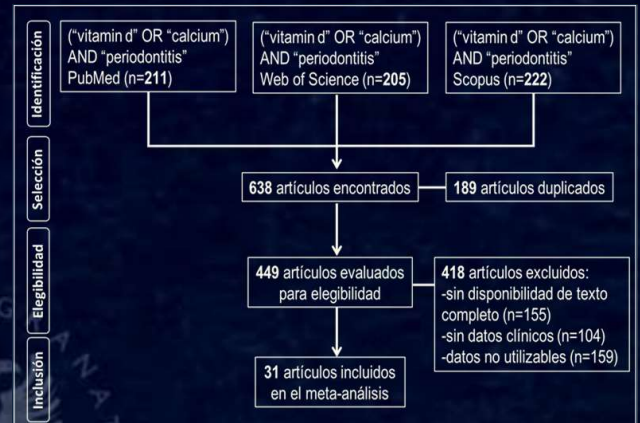 Identificación
("vitamin d" OR "calcium")
AND "periodontitis"
PubMed (n=211)
("vitamin d" OR "calcium")
AND "periodontitis"
Web of Science (n=205)
("vitamin d" OR "calcium")
AND "periodontitis"
Scopus (n=222)
Selección
638 artículos encontrados
189 artículos duplicados
Elegibilidad
449 artículos evaluados
para elegibilidad
418 artículos excluidos:
-sin disponibilidad de texto
completo (n=155)
-sin datos clínicos (n=104)
-datos no utilizables (n=159)
Inclusión
31 artículos incluidos
en el meta-análisis